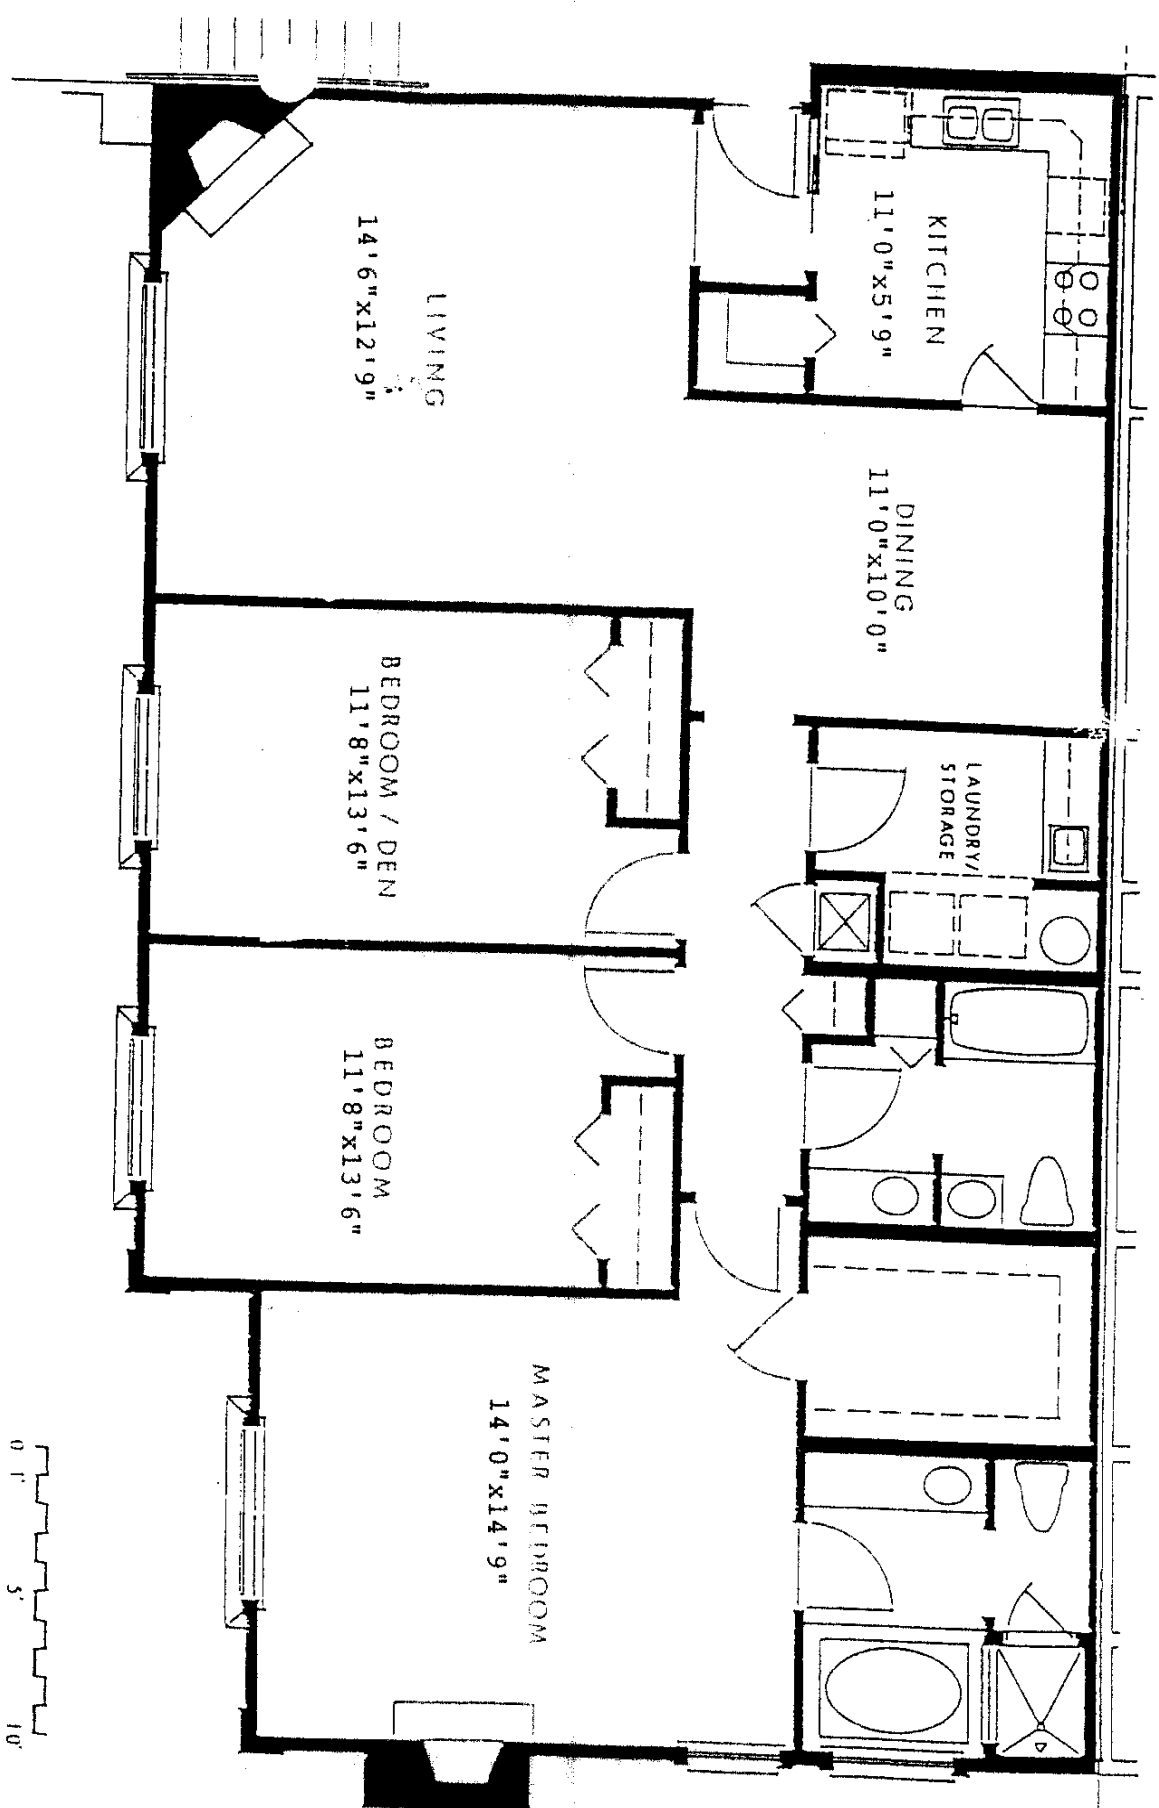 KITCHEN
11'0"x5'9"
LIVING
14'6"x12'9"
DINING
11'0"x10'0"
BEDROOM / DEN
11'8"x13'6"
LAUNDRY/
STORAGE
BEDROOM
11'8"x13'6"
MASTER BEDROOM
14'0"x14'9"
0 1' 5' 10'